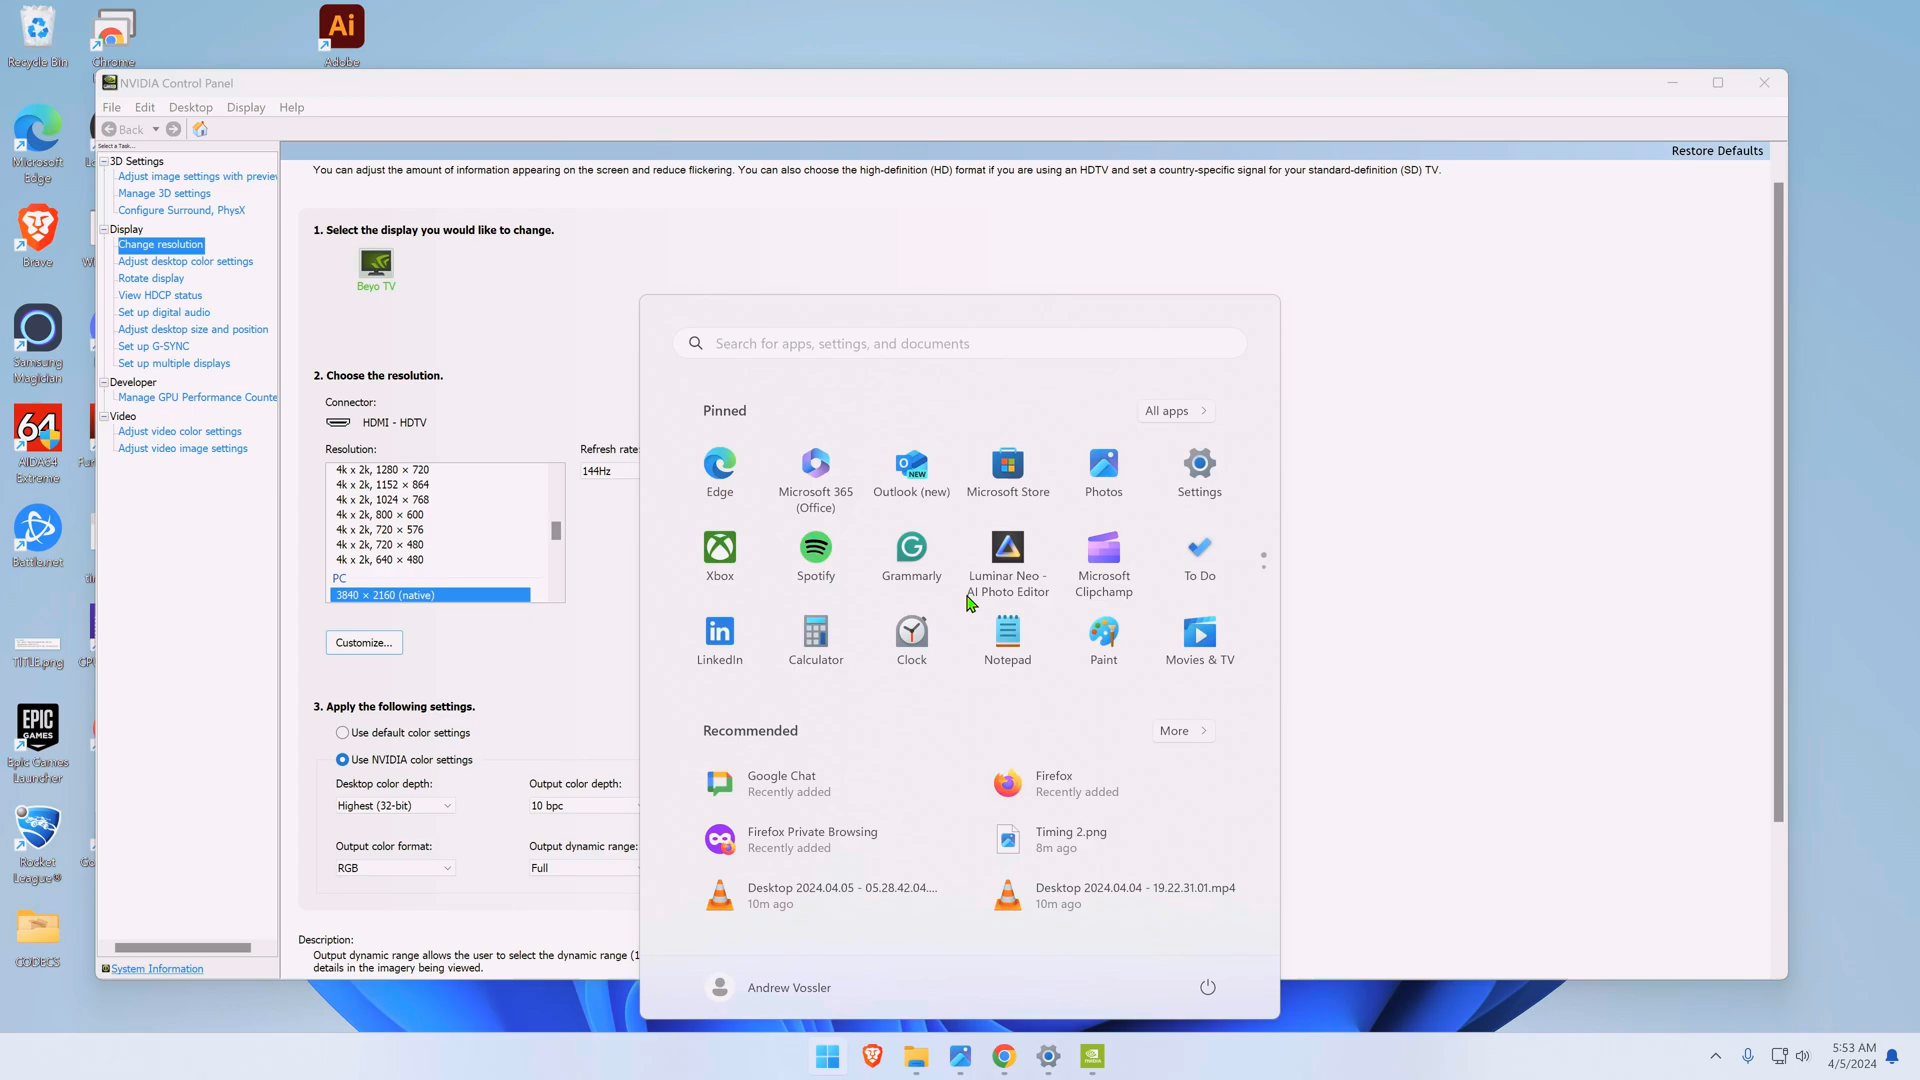 Recycle Bin
Chrome
Ai
Adobe
NVIDIA Control Panel
File Edit Desktop Display Help
Back
Select a Task...
3D Settings
Adjust image settings with preview
Manage 3D settings
Configure Surround, PhysX
Display
Change resolution
Adjust desktop color settings
Rotate display
View HDCP status
Set up digital audio
Adjust desktop size and position
Set up G-SYNC
Set up multiple displays
Developer
Manage GPU Performance Counte
Video
Adjust video color settings
Adjust video image settings
System Information
Microsoft
Edge
Brave
Samsung
Magician
64
AIDA64
Extreme
Battle.net
TITLE.png
EPIC
GAMES
Epic Games
Launcher
Rocket
League®
CODECS
Restore Defaults
You can adjust the amount of information appearing on the screen and reduce flickering. You can also choose the high-definition (HD) format if you are using an HDTV and set a country-specific signal for your standard-definition (SD) TV.
1. Select the display you would like to change.
Beyo TV
2. Choose the resolution.
Connector:
HDMI - HDTV
Resolution:
Refresh rate:
144Hz
4k x 2k, 1280 × 720
4k x 2k, 1152 × 864
4k x 2k, 1024 × 768
4k x 2k, 800 × 600
4k x 2k, 720 × 576
4k x 2k, 720 × 480
4k x 2k, 640 × 480
PC
3840 × 2160 (native)
Customize...
3. Apply the following settings.
Use default color settings
Use NVIDIA color settings
Desktop color depth:
Output color depth:
Highest (32-bit)
10 bpc
Output color format:
Output dynamic range:
RGB
Full
Description:
Output dynamic range allows the user to select the dynamic range (1
details in the imagery being viewed.
Search for apps, settings, and documents
Pinned
All apps
NEW
Edge
Microsoft 365
(Office)
Outlook (new)
Microsoft Store
Photos
Settings
Xbox
Spotify
Grammarly
Luminar Neo -
AI Photo Editor
Microsoft
Clipchamp
To Do
in
LinkedIn
Calculator
Clock
Notepad
Paint
Movies & TV
Recommended
More
Google Chat
Recently added
Firefox
Recently added
Firefox Private Browsing
Recently added
Timing 2.png
8m ago
Desktop 2024.04.05 - 05.28.42.04....
10m ago
Desktop 2024.04.04 - 19.22.31.01.mp4
10m ago
Andrew Vossler
5:53 AM
4/5/2024